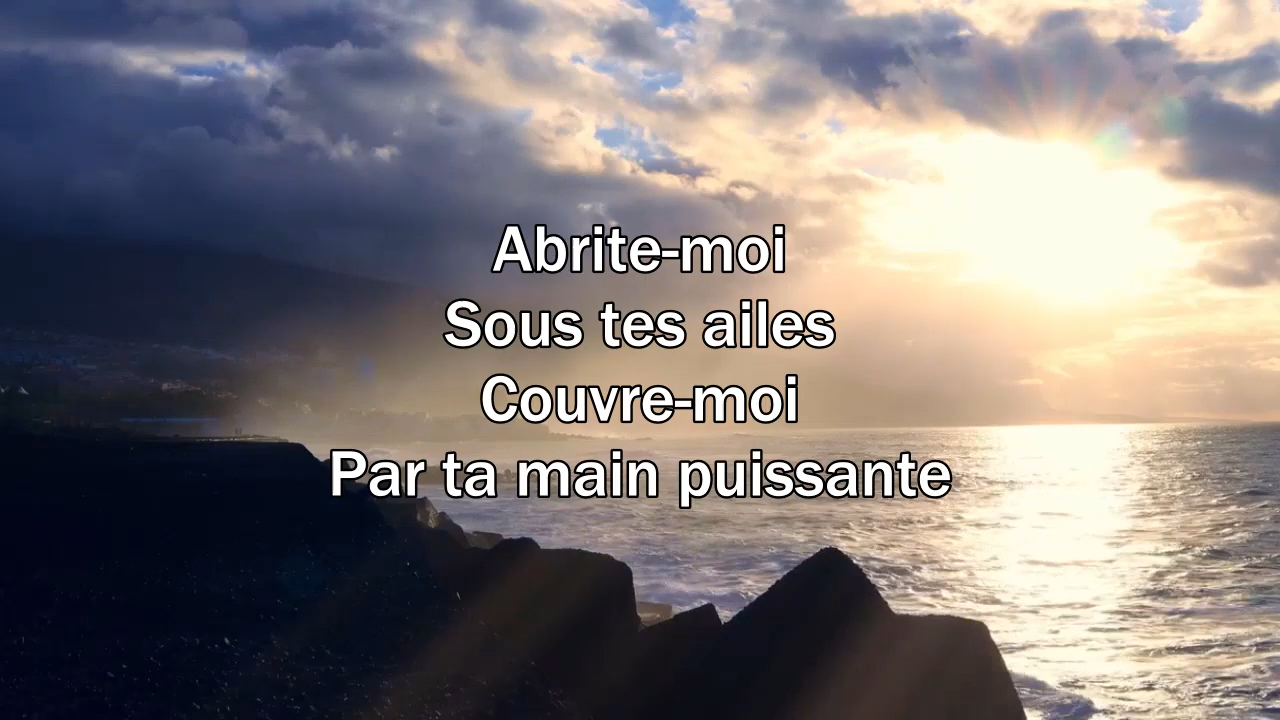 Abrite-moi
Sous tes ailes
Couvre-moi
Par ta main puissante